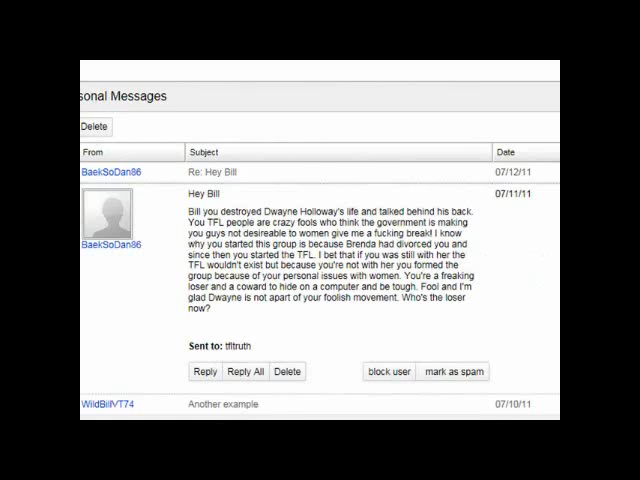 sonal Messages
Delete
From Subject Date
BaekSoDan86 Re: Hey Bill 07/12/11
Hey Bill 07/11/11
BaekSoDan86
Bill you destroyed Dwayne Holloway's life and talked behind his back.
You TFL people are crazy fools who think the government is making
you guys not desireable to women give me a fucking break! I know
why you started this group is because Brenda had divorced you and
since then you started the TFL. I bet that if you was still with her the
TFL wouldn't exist but because you're not with her you formed the
group because of your personal issues with women. You're a freaking
loser and a coward to hide on a computer and be tough. Fool and I'm
glad Dwayne is not apart of your foolish movement. Who's the loser
now?
Sent to: tfltruth
Reply Reply All Delete block user mark as spam
WildBillVT74 Another example 07/10/11